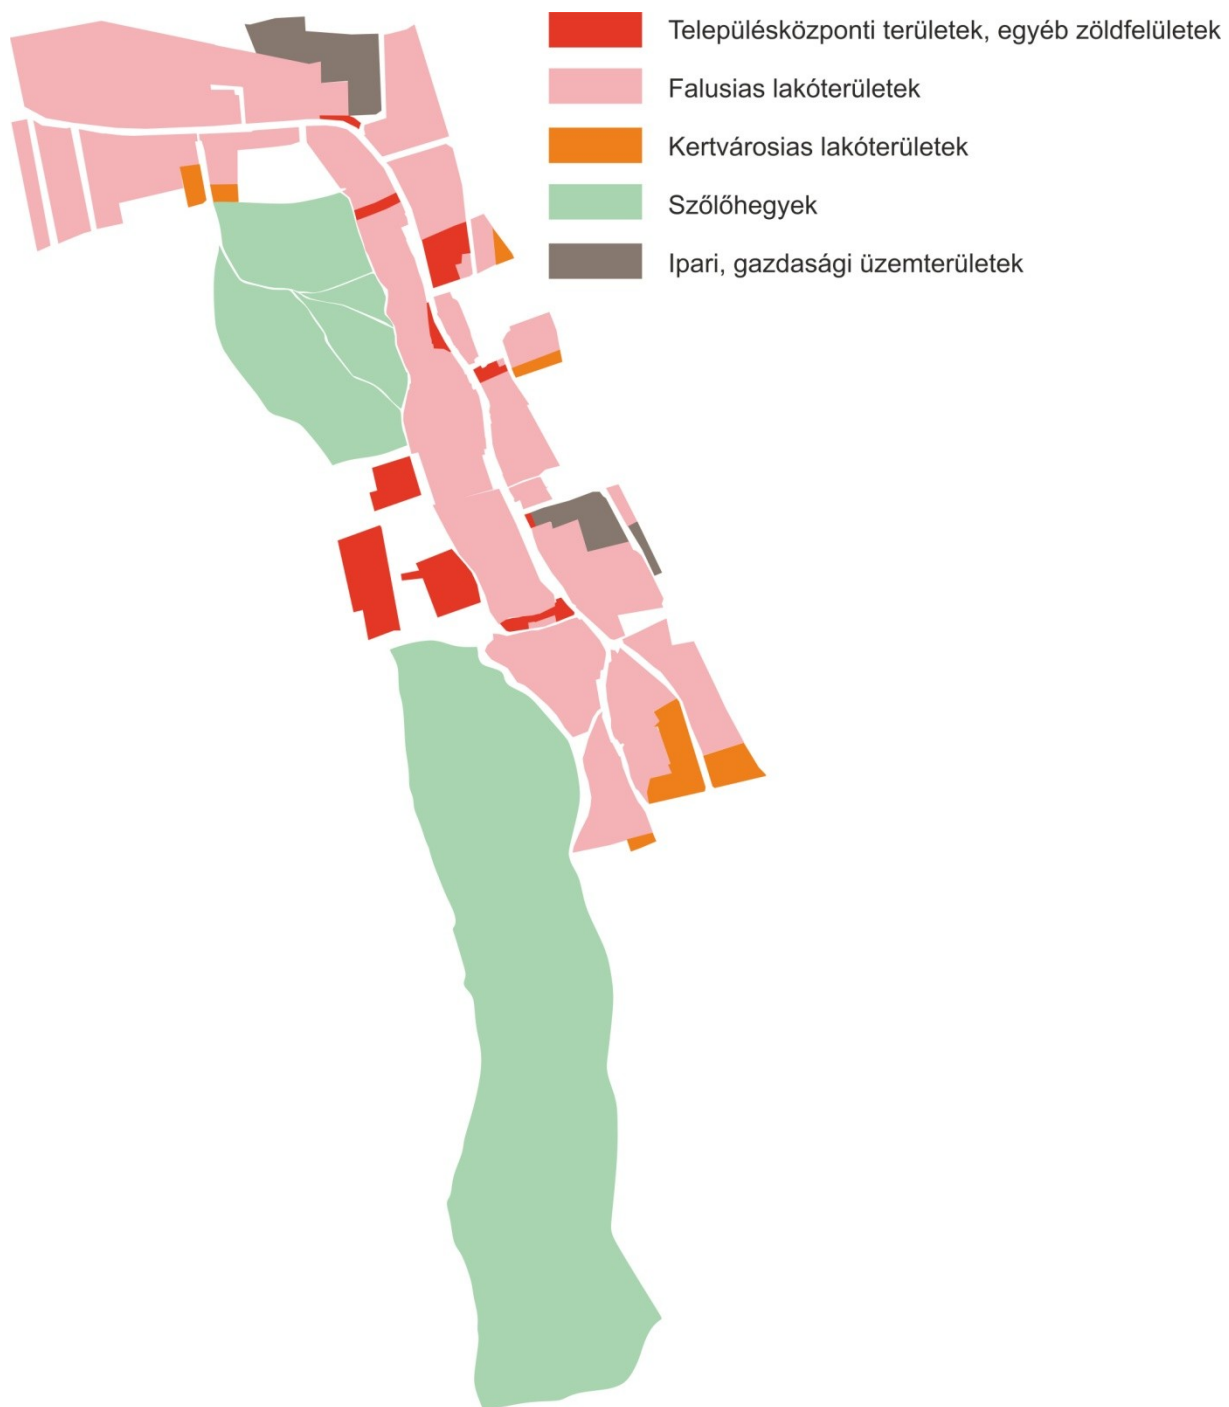 Településközponti területek, egyéb zöldfelületek
Falusias lakóterületek
Kertvárosias lakóterületek
Szőlőhegyek
Ipari, gazdasági üzemterületek